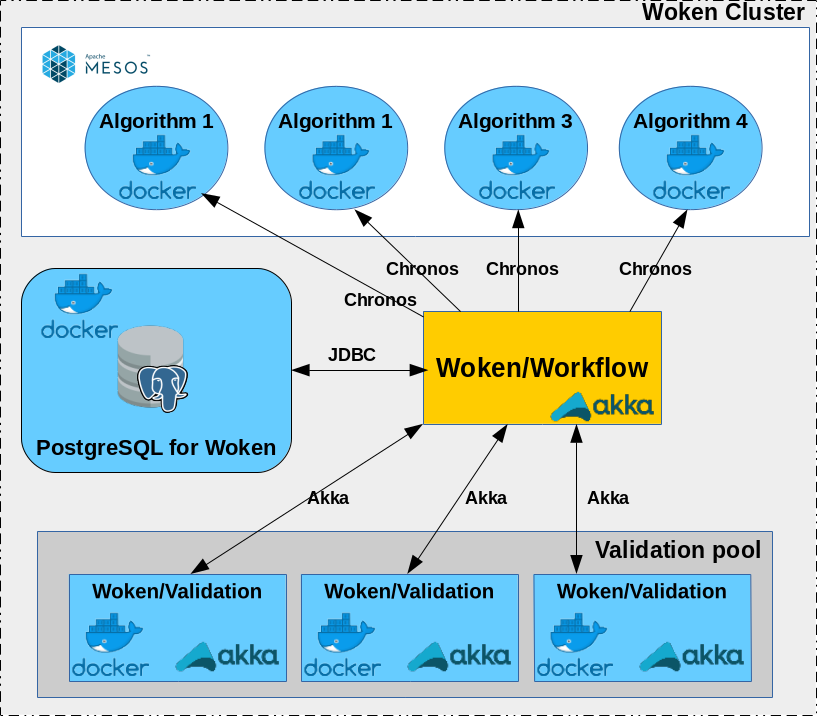 Woken Cluster
Apache
MESOS™
Algorithm 1
docker
Algorithm 1
docker
Algorithm 3
docker
Algorithm 4
docker
Chronos
Chronos
Chronos
Chronos
docker
PostgreSQL for Woken
JDBC
Woken/Workflow
akka
Akka
Akka
Akka
Validation pool
Woken/Validation
docker
akka
Woken/Validation
docker
akka
Woken/Validation
docker
akka